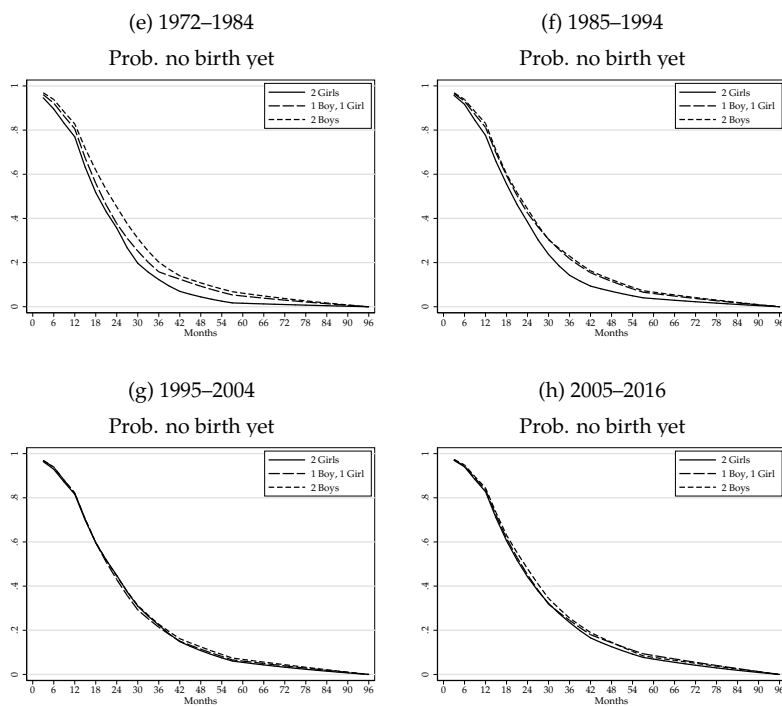 (e) 1972–1984
Prob. no birth yet
2 Girls
1 Boy, 1 Girl
2 Boys
1
.8
.6
.4
.2
0
0 6 12 18 24 30 36 42 48 54 60 66 72 78 84 90 96
Months
(f) 1985–1994
Prob. no birth yet
2 Girls
1 Boy, 1 Girl
2 Boys
1
.8
.6
.4
.2
0
0 6 12 18 24 30 36 42 48 54 60 66 72 78 84 90 96
Months
(g) 1995–2004
Prob. no birth yet
2 Girls
1 Boy, 1 Girl
2 Boys
1
.8
.6
.4
.2
0
0 6 12 18 24 30 36 42 48 54 60 66 72 78 84 90 96
Months
(h) 2005–2016
Prob. no birth yet
2 Girls
1 Boy, 1 Girl
2 Boys
1
.8
.6
.4
.2
0
0 6 12 18 24 30 36 42 48 54 60 66 72 78 84 90 96
Months